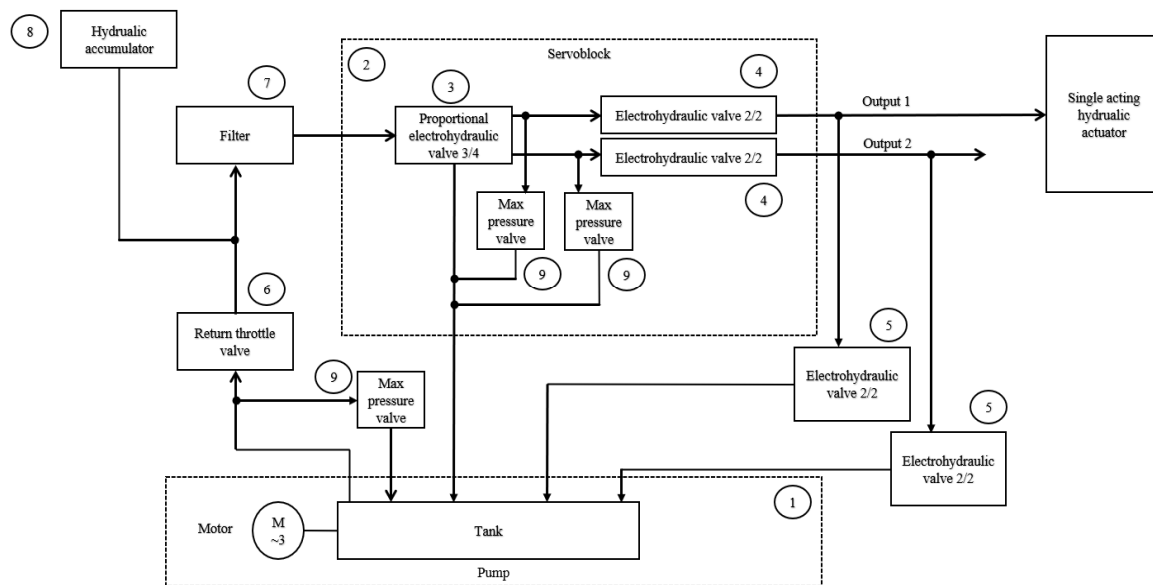 8
Hydrualic
accumulator
Servoblock
2
3
4
7
Filter
Proportional
electrohydraulic
valve 3/4
Electrohydraulic valve 2/2
Output 1
Single acting
hydrualic
actuator
Electrohydraulic valve 2/2
Output 2
4
Max
pressure
valve
Max
pressure
valve
9
9
6
Return throttle
valve
5
9
Max
pressure
valve
Electrohydraulic
valve 2/2
5
Electrohydraulic
valve 2/2
1
Motor
M
~3
Tank
Pump